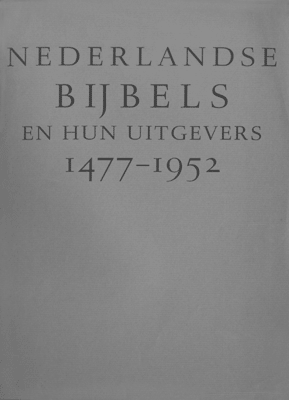 NEDERLANDSE
BIJBELS
EN HUN UITGEVERS
1477-1952